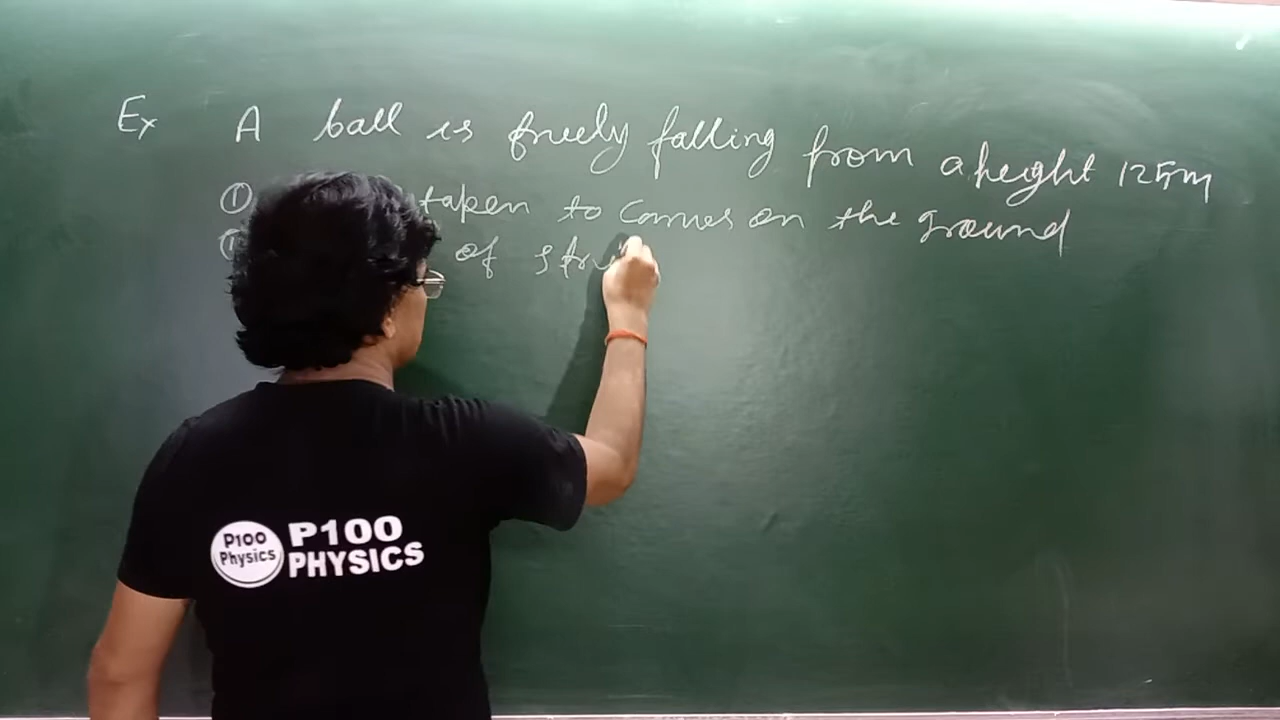 Ex A ball is freely falling from a height 125m
① taken to comes on the ground
of stri
P100 Physics
P100 PHYSICS